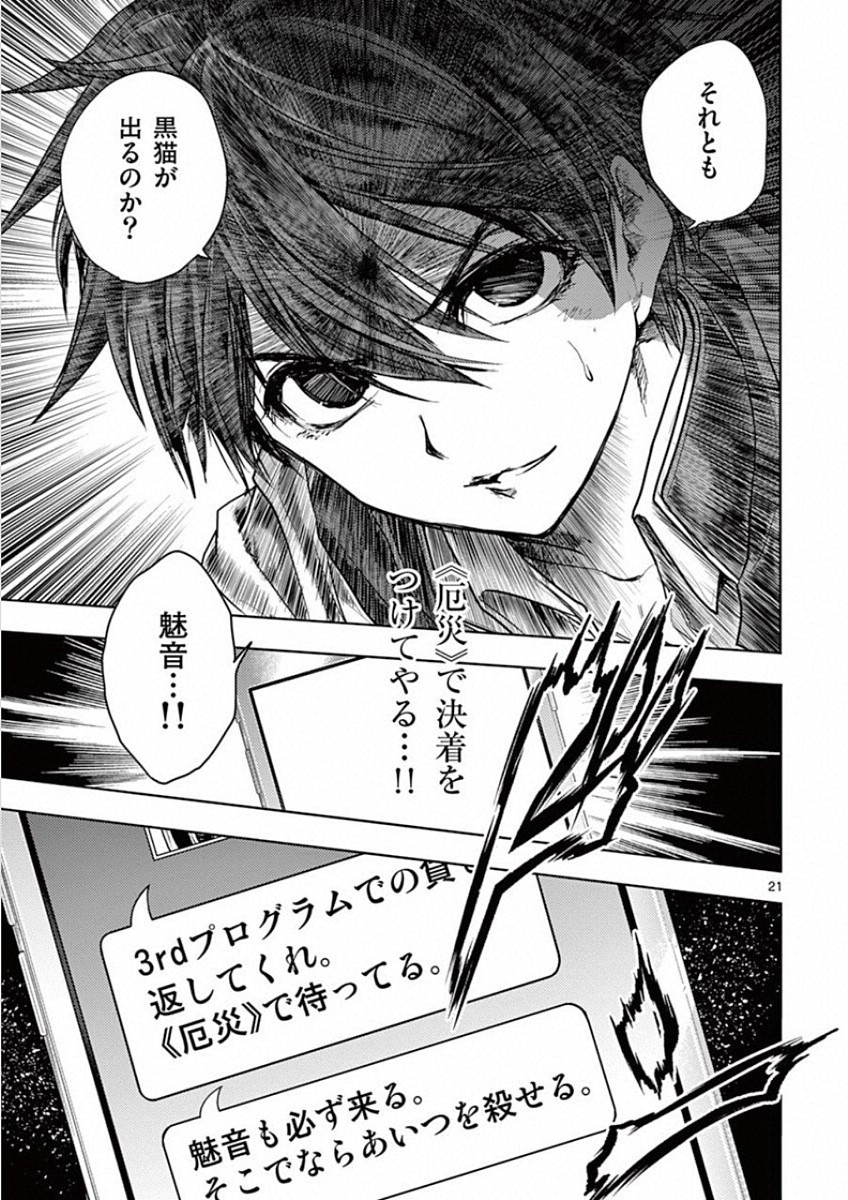 それとも
黒猫が
出るのか?
《厄災》で決着を
つけてやる…!!
魅音…!!
21
3rdプログラムでの
返してくれ。
《厄災》で待ってる。
魅音も必ず来る。
そこでならあいつを殺せる。